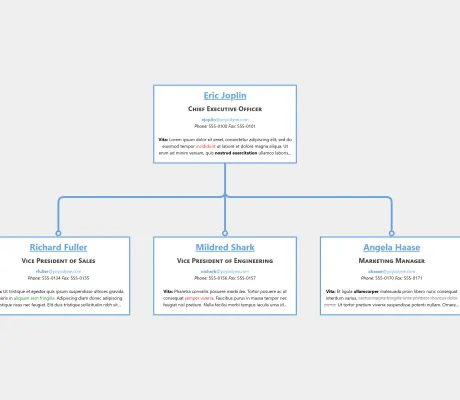 Eric Joplin
Chief Executive Officer
ejoplin@yoyodyne.com
Phone: 555-0100 Fax: 555-0101
Vita: Lorem ipsum dolor sit amet, consectetur adipiscing elit, sed do
eiusmod tempor incididunt ut labore et dolore magna aliqua. Ut
enim ad minim veniam, quis nostrud exercitation ullamco laboris...
Richard Fuller
Vice President of Sales
rfuller@yoyodyne.com
Phone: 555-0134 Fax: 555-0135
Ut tristique et egestas quis ipsum suspendisse ultrices gravida.
in aliquam sem fringilla. Adipiscing diam donec adipiscing
tristique risus nec feugiat. Elit duis tristique sollicitudin nibh sit...
Mildred Shark
Vice President of Engineering
mshark@yoyodyne.com
Phone: 555-0156 Fax: 555-0157
Vita: Pharetra convallis posuere morbi leo. Tortor posuere ac ut
consequat semper viverra. Faucibus purus in massa tempor nec
feugiat nisl pretium. Nulla facilisi morbi tempus iaculis urna id...
Angela Haase
Marketing Manager
ahaase@yoyodyne.com
Phone: 555-0170 Fax: 555-0171
Vita: Et ligula ullamcorper malesuada proin libero nunc consequat
interdum varius. Ut tortor pretium viverra suspendisse potenti nullam. Ornare...